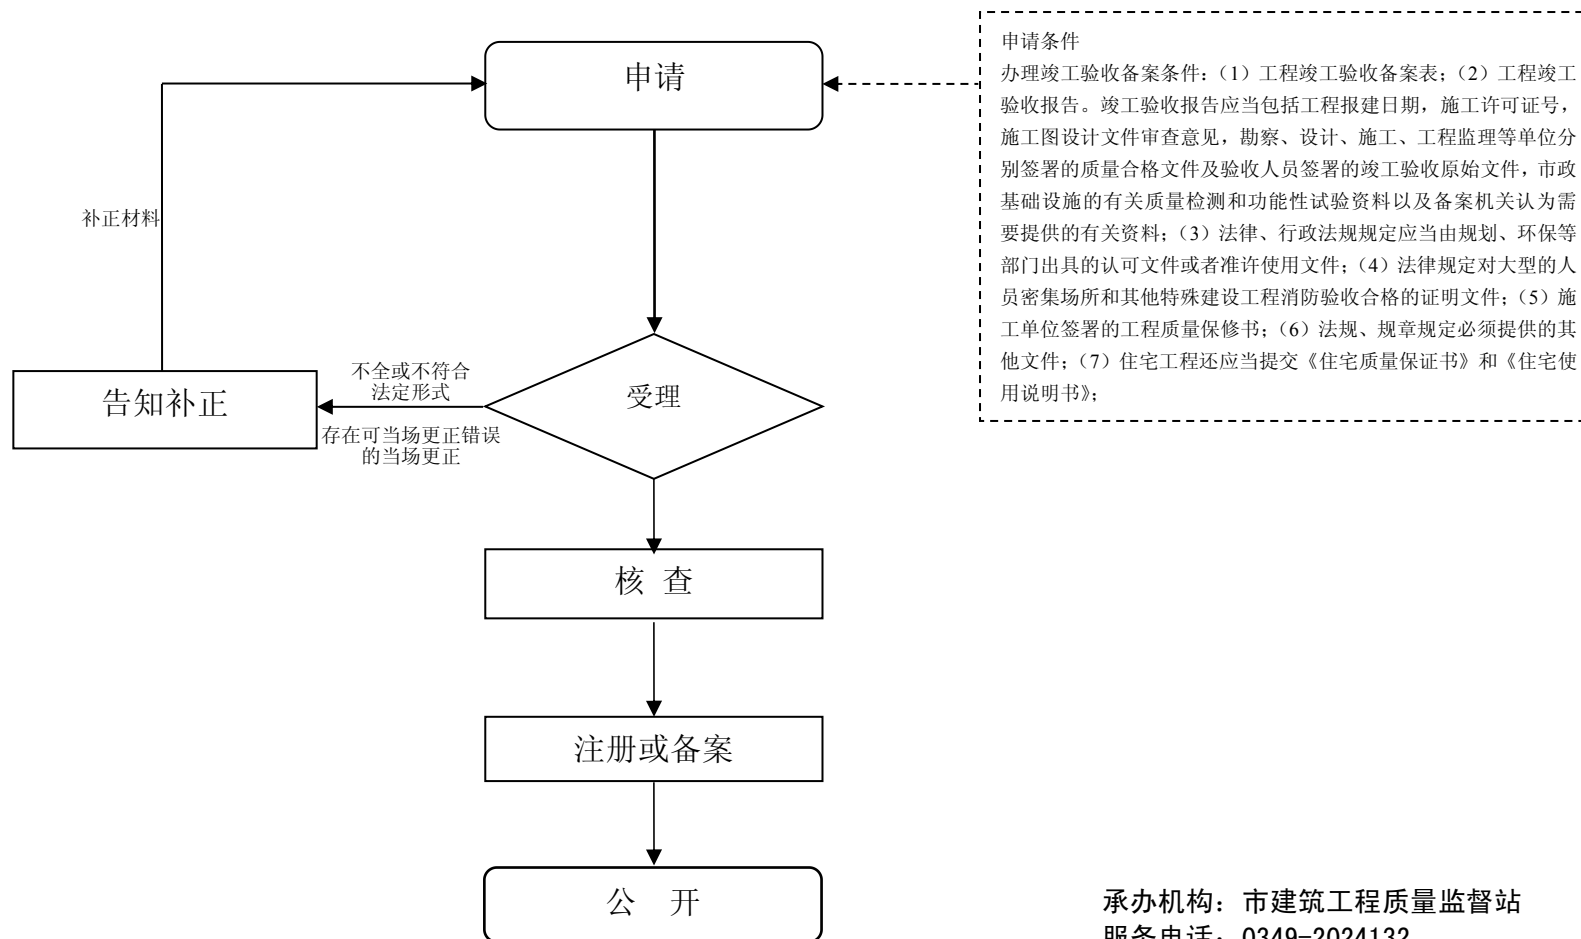 申请
申请条件
办理竣工验收备案条件：（1）工程竣工验收备案表；（2）工程竣工
验收报告。竣工验收报告应当包括工程报建日期，施工许可证号，
施工图设计文件审查意见，勘察、设计、施工、工程监理等单位分
别签署的质量合格文件及验收人员签署的竣工验收原始文件，市政
基础设施的有关质量检测和功能性试验资料以及备案机关认为需
要提供的有关资料；（3）法律、行政法规规定应当由规划、环保等
部门出具的认可文件或者准许使用文件；（4）法律规定对大型的人
员密集场所和其他特殊建设工程消防验收合格的证明文件；（5）施
工单位签署的工程质量保修书；（6）法规、规章规定必须提供的其
他文件；（7）住宅工程还应当提交《住宅质量保证书》和《住宅使
用说明书》；
补正材料
告知补正
不全或不符合
法定形式
存在可当场更正错误
的当场更正
受理
核 查
注册或备案
公 开
承办机构：市建筑工程质量监督站
服务电话：0349-2024132